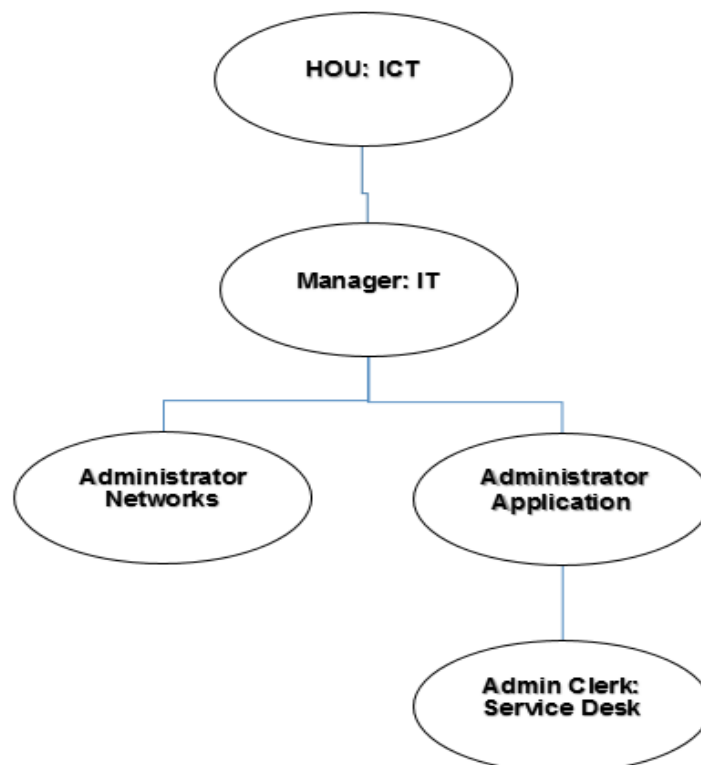 HOU: ICT
Manager: IT
Administrator
Networks
Administrator
Application
Admin Clerk:
Service Desk